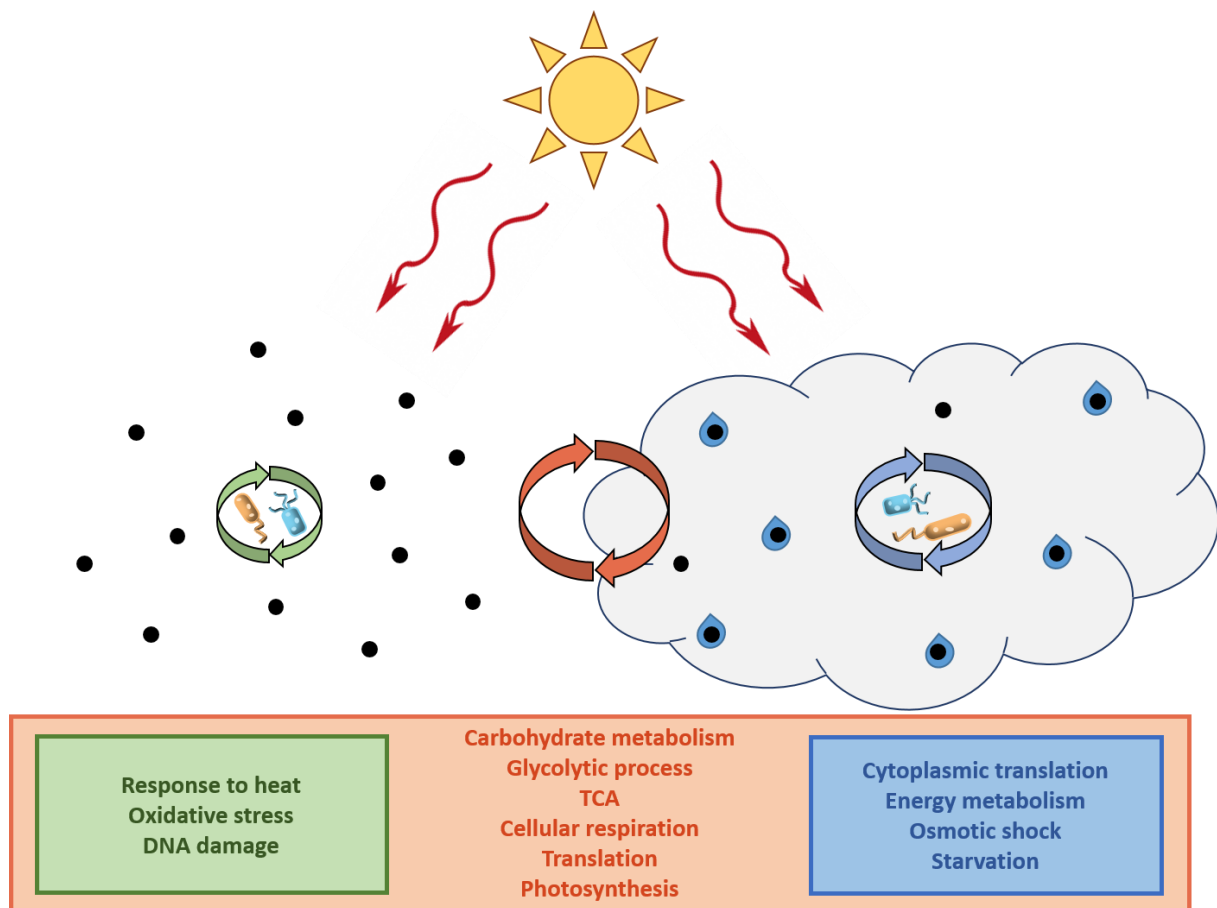 Response to heat
Oxidative stress
DNA damage
Carbohydrate metabolism
Glycolytic process
TCA
Cellular respiration
Translation
Photosynthesis
Cytoplasmic translation
Energy metabolism
Osmotic shock
Starvation